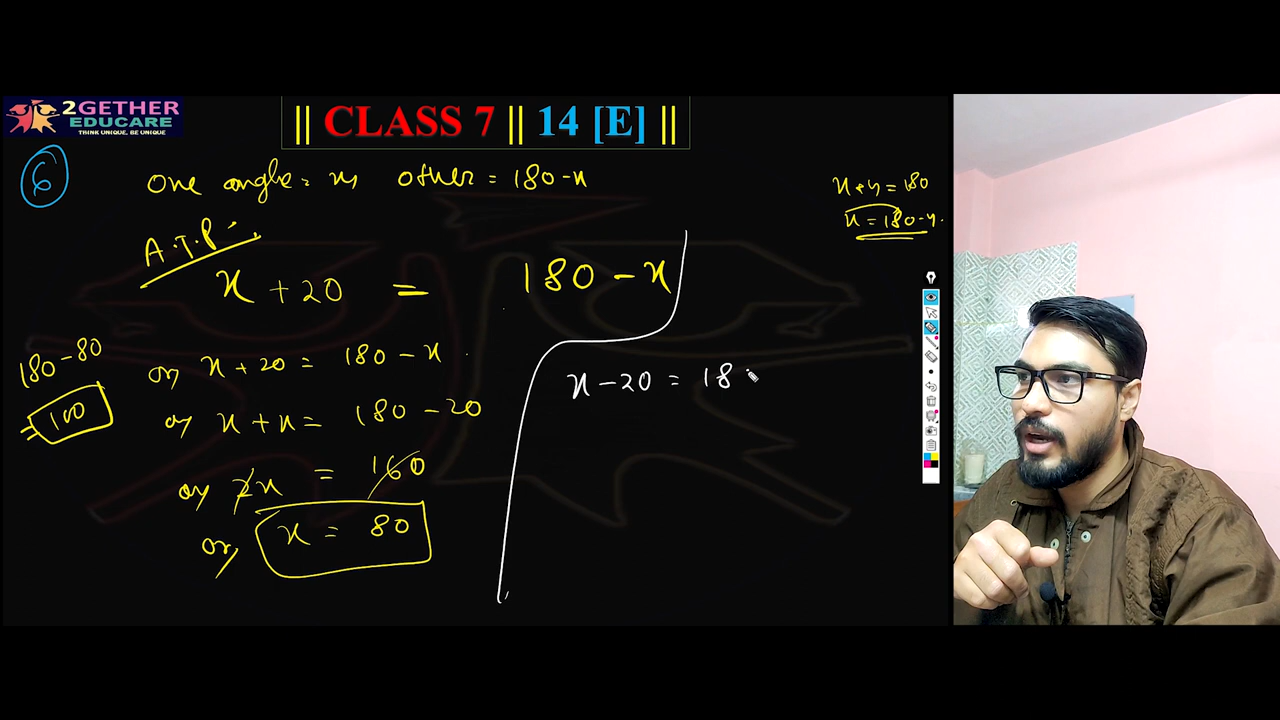 2GETHER
EDUCARE
THINK UNIQUE, BE UNIQUE
|| CLASS 7 || 14 [E] ||
6
One angle = x, other = 180-x
x+y=180
x=180-y.
A.T.P.
x + 20 = 180 - x
or x + 20 = 180 - x
or x + x = 180 - 20
or 2x = 160
or x = 80
180-80
= 100
x - 20 = 18